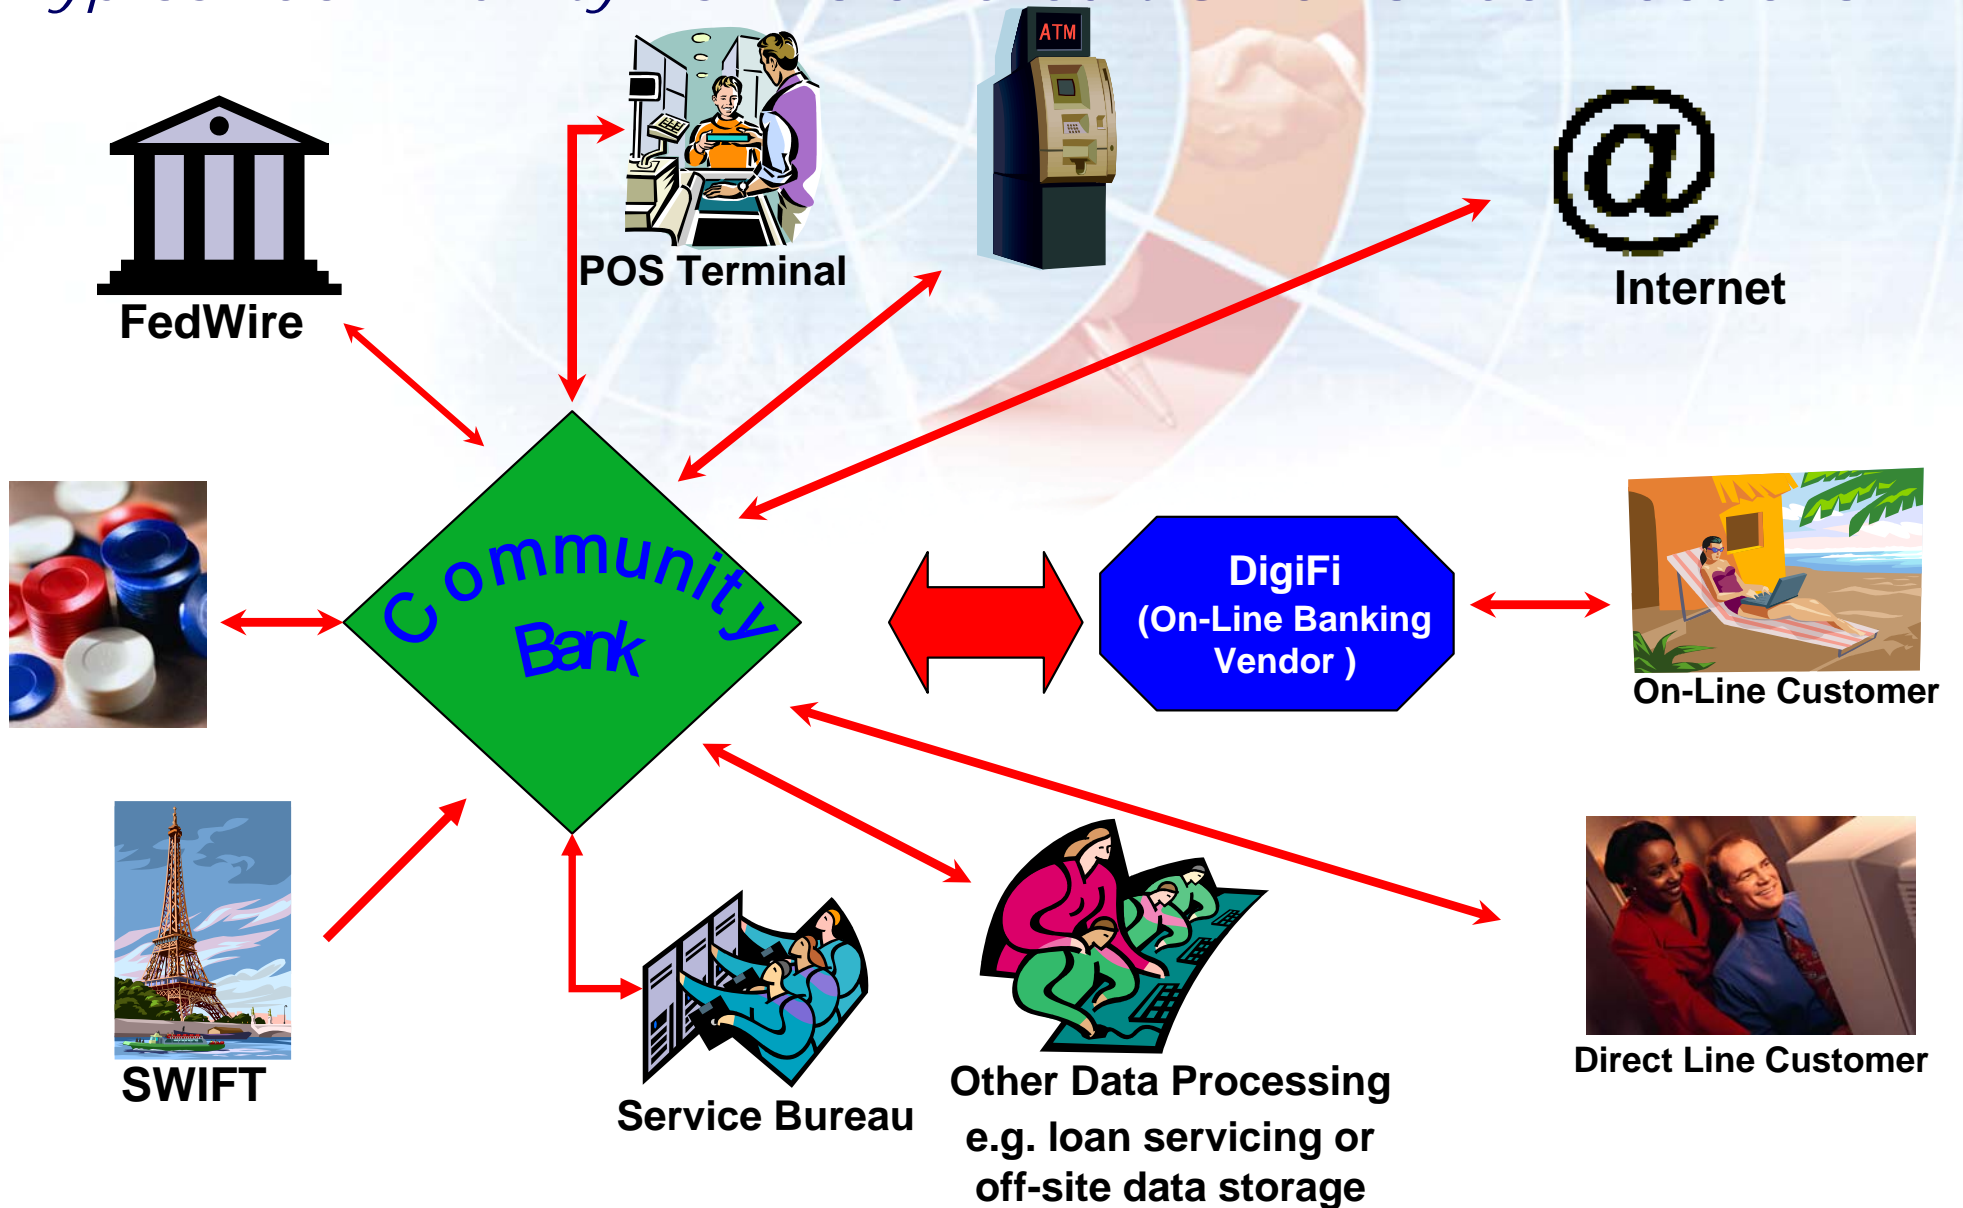 ATM
POS Terminal
FedWire
Internet
Community
Bank
DigiFi
(On-Line Banking
Vendor )
On-Line Customer
SWIFT
Service Bureau
Other Data Processing
e.g. loan servicing or
off-site data storage
Direct Line Customer